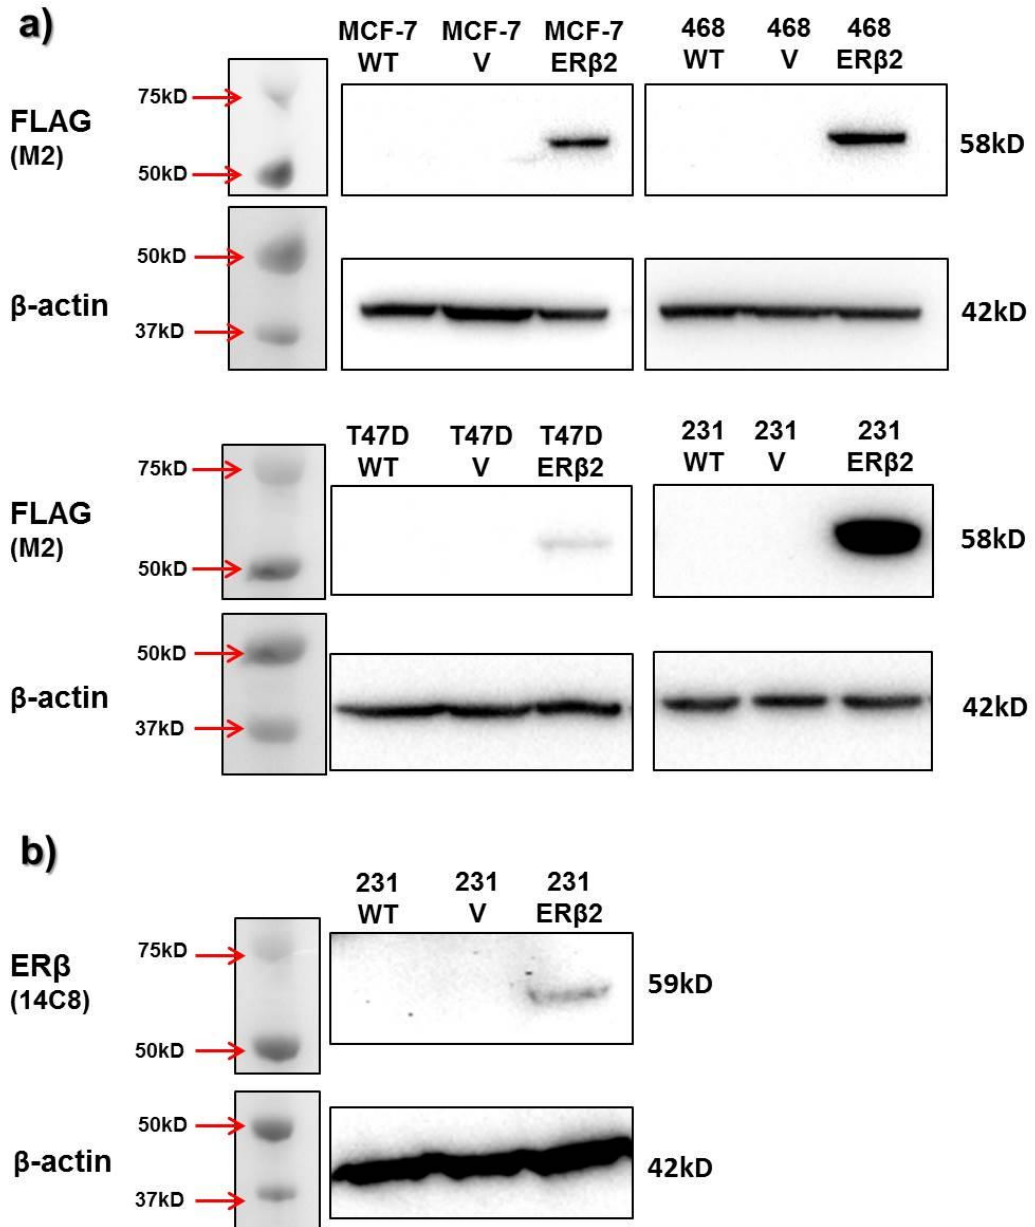 a)
MCF-7 MCF-7 MCF-7 468 468 468
WT V ERβ2 WT V ERβ2
75kD
FLAG
(M2)
58kD
50kD
50kD
β-actin
42kD
37kD
T47D T47D T47D 231 231 231
WT V ERβ2 WT V ERβ2
75kD
FLAG
(M2)
58kD
50kD
50kD
β-actin
42kD
37kD
b)
231 231 231
WT V ERβ2
75kD
ERβ
(14C8)
59kD
50kD
50kD
β-actin
42kD
37kD